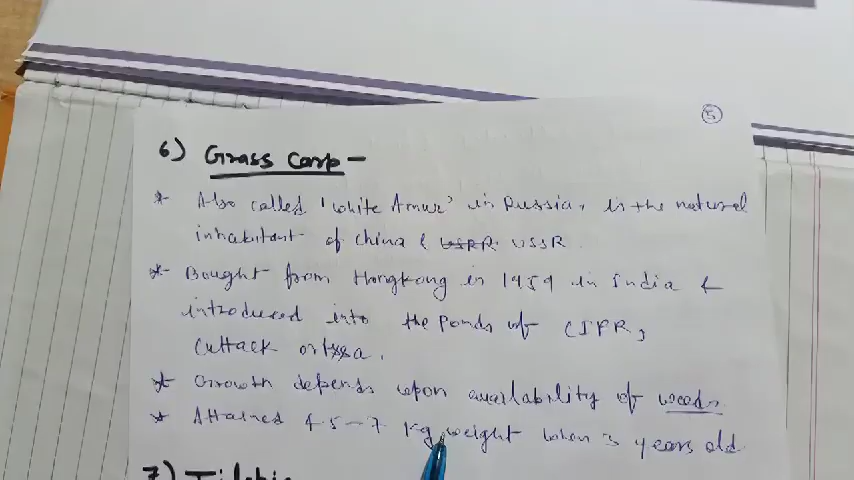 5
6) Grass Carp -
* Also called 'White Amur' in Russia, is the natural
inhabitant of China & USSR.
* Bought from Hongkong in 1959 in India &
introduced into the Ponds of CIFR,
Cuttack orissa.
* Growth depends upon availability of weeds.
* Attained 4.5-7 Kg weight when 3 years old
7) Tilapia